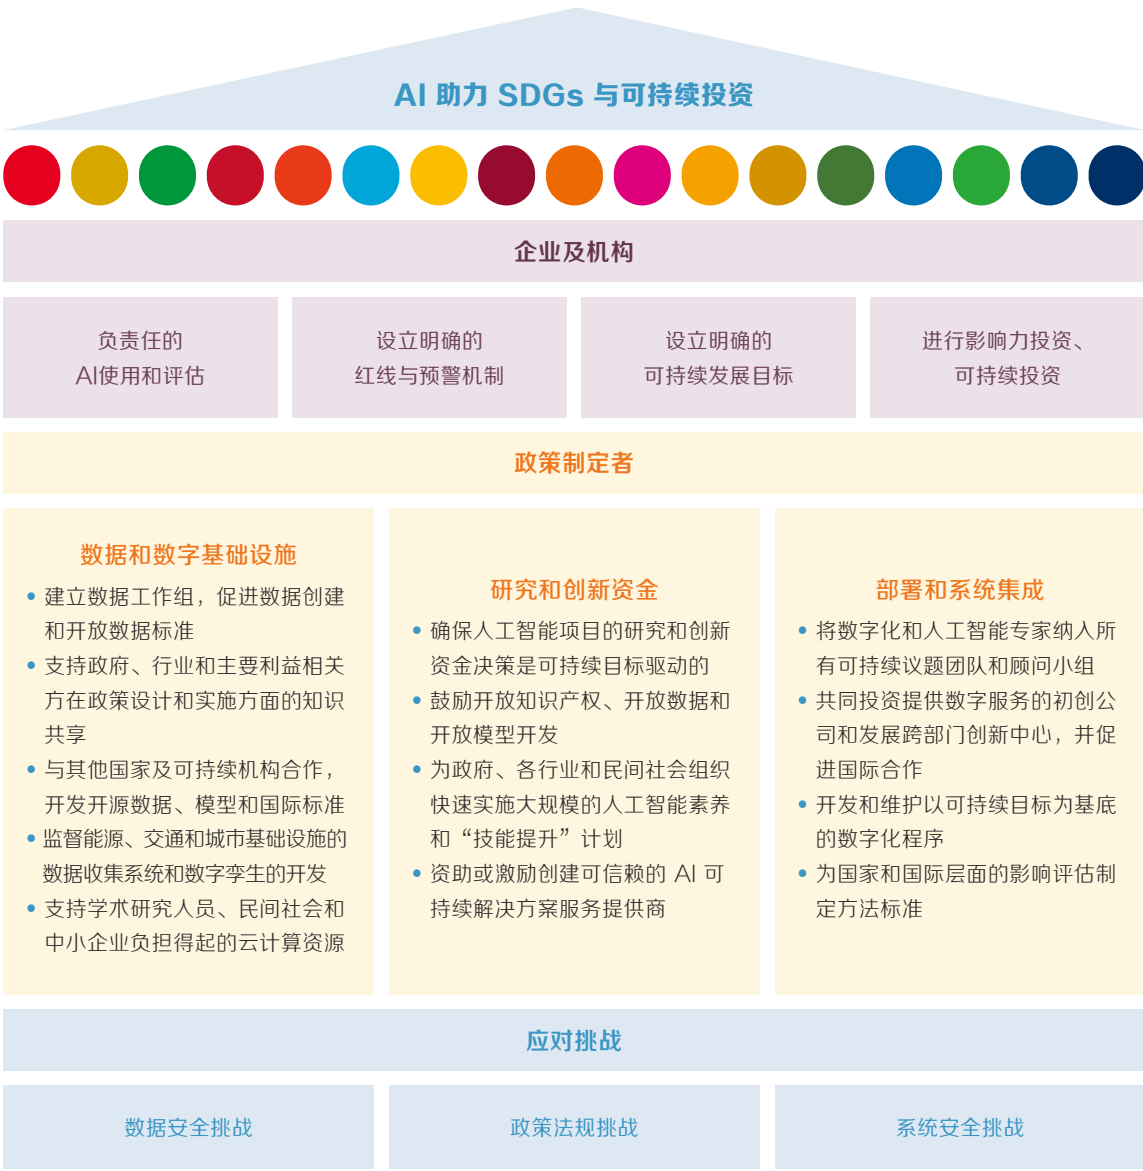 AI 助力 SDGs 与可持续投资
企业及机构
负责任的
AI使用和评估
设立明确的
红线与预警机制
设立明确的
可持续发展目标
进行影响力投资、
可持续投资
政策制定者
数据和数字基础设施
• 建立数据工作组，促进数据创建
和开放数据标准
• 支持政府、行业和主要利益相关
方在政策设计和实施方面的知识
共享
• 与其他国家及可持续机构合作，
开发开源数据、模型和国际标准
• 监督能源、交通和城市基础设施的
数据收集系统和数字孪生的开发
• 支持学术研究人员、民间社会和
中小企业负担得起的云计算资源
研究和创新资金
• 确保人工智能项目的研究和创新
资金决策是可持续目标驱动的
• 鼓励开放知识产权、开放数据和
开放模型开发
• 为政府、各行业和民间社会组织
快速实施大规模的人工智能素养
和“技能提升”计划
• 资助或激励创建可信赖的 AI 可
持续解决方案服务提供商
部署和系统集成
• 将数字化和人工智能专家纳入所
有可持续议题团队和顾问小组
• 共同投资提供数字服务的初创公
司和发展跨部门创新中心，并促
进国际合作
• 开发和维护以可持续目标为基底
的数字化程序
• 为国家和国际层面的影响评估制
定方法标准
应对挑战
数据安全挑战
政策法规挑战
系统安全挑战